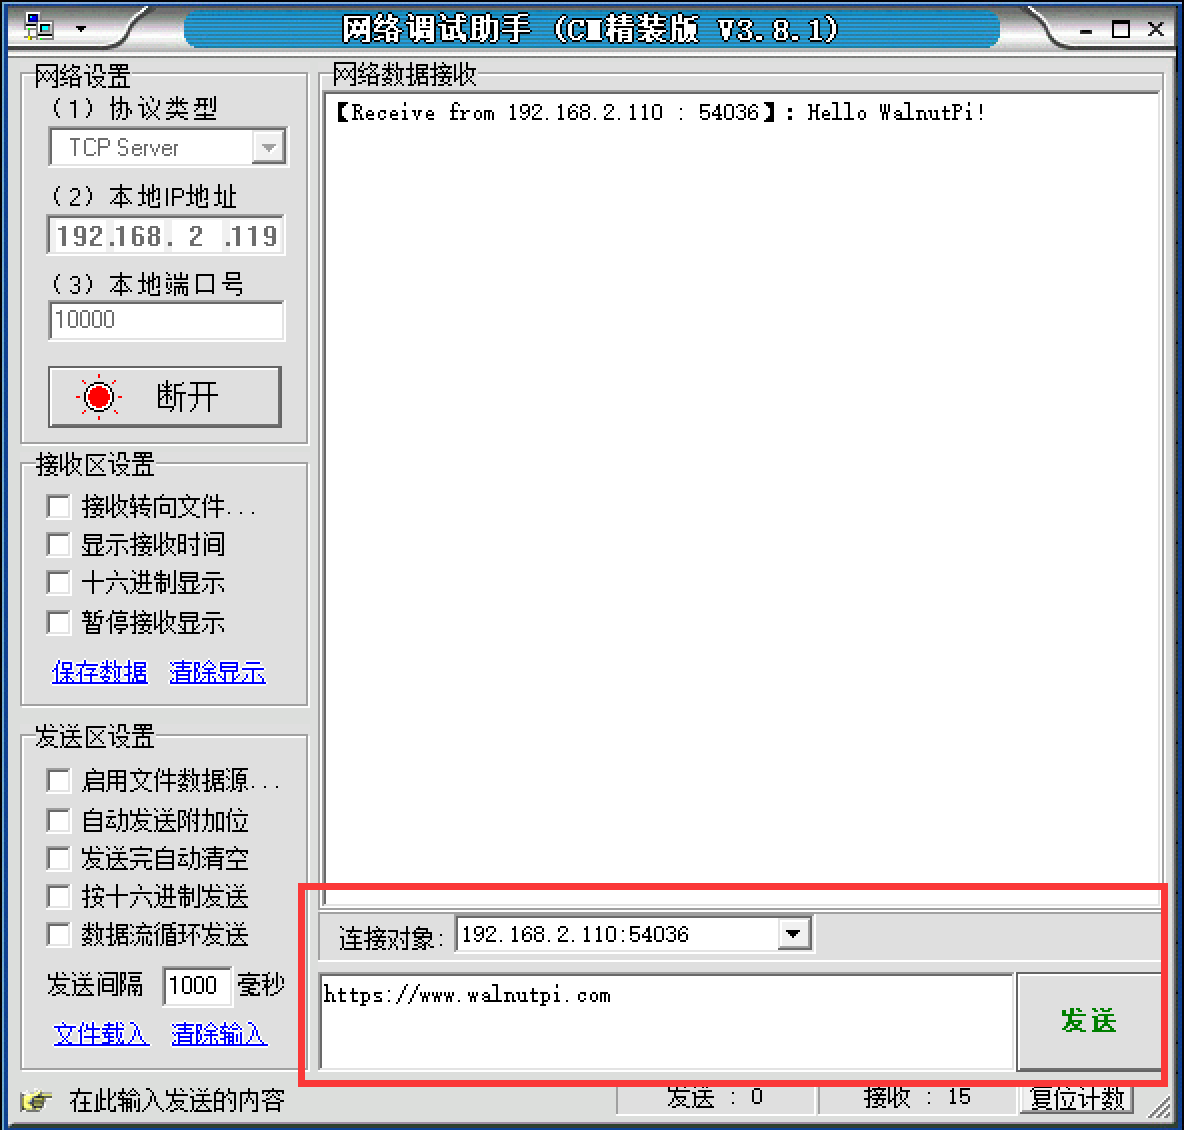 网络调试助手 (CM精装版 V3.8.1)
网络设置
(1) 协议类型
TCP Server
(2) 本地IP地址
192.168. 2 .119
(3) 本地端口号
10000
断开
接收区设置
接收转向文件...
显示接收时间
十六进制显示
暂停接收显示
保存数据 清除显示
发送区设置
启用文件数据源...
自动发送附加位
发送完自动清空
按十六进制发送
数据流循环发送
发送间隔 1000 毫秒
文件载入 清除输入
网络数据接收
【Receive from 192.168.2.110 : 54036】: Hello WalnutPi!
连接对象: 192.168.2.110:54036
https://www.walnutpi.com
发送
在此输入发送的内容 发送 : 0 接收 : 15 复位计数